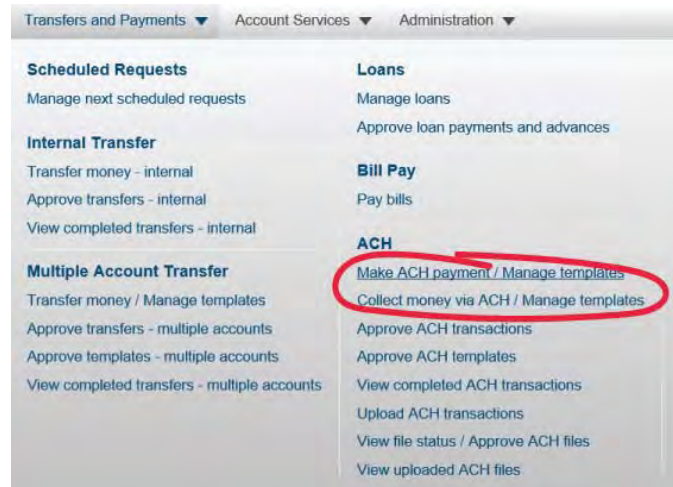 Transfers and Payments ▼ Account Services ▼ Administration ▼
Scheduled Requests
Manage next scheduled requests
Internal Transfer
Transfer money - internal
Approve transfers - internal
View completed transfers - internal
Multiple Account Transfer
Transfer money / Manage templates
Approve transfers - multiple accounts
Approve templates - multiple accounts
View completed transfers - multiple accounts
Loans
Manage loans
Approve loan payments and advances
Bill Pay
Pay bills
ACH
Make ACH payment / Manage templates
Collect money via ACH / Manage templates
Approve ACH transactions
Approve ACH templates
View completed ACH transactions
Upload ACH transactions
View file status / Approve ACH files
View uploaded ACH files